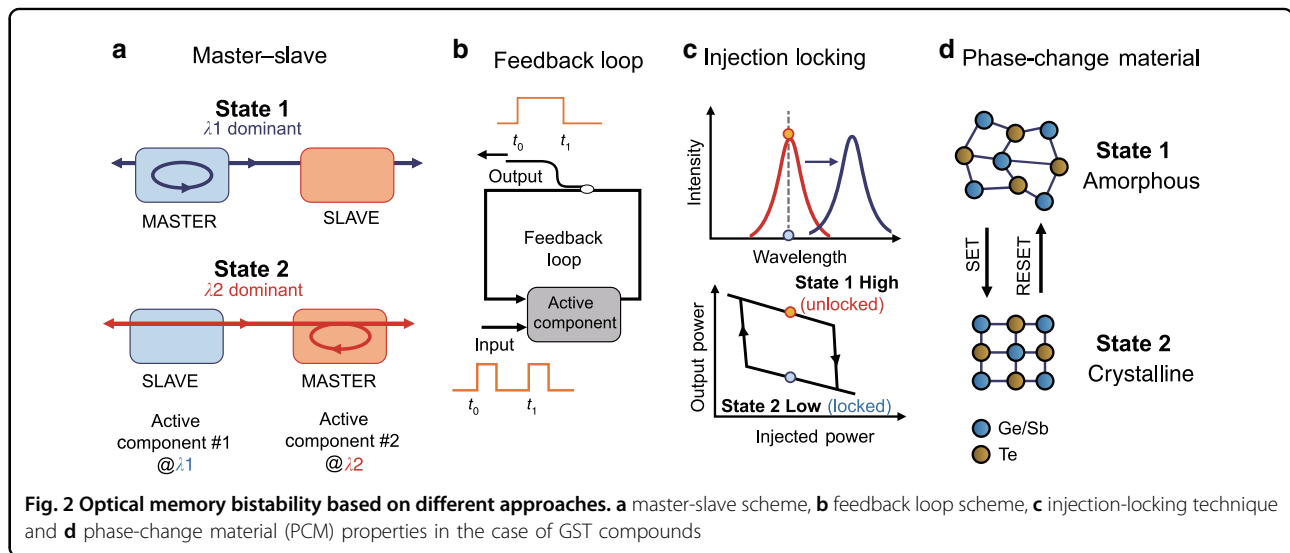 a
Master–slave
State 1
λ1 dominant
MASTER
SLAVE
State 2
λ2 dominant
SLAVE
MASTER
Active
component #1
@λ1
Active
component #2
@λ2
b
Feedback loop
t0
t1
Output
Feedback
loop
Active
component
Input
t0
t1
c
Injection locking
Intensity
Wavelength
State 1 High
(unlocked)
Output power
State 2 Low (locked)
Injected power
d
Phase-change material
State 1
Amorphous
SET
RESET
State 2
Crystalline
Ge/Sb
Te
Fig. 2 Optical memory bistability based on different approaches. a master-slave scheme, b feedback loop scheme, c injection-locking technique
and d phase-change material (PCM) properties in the case of GST compounds